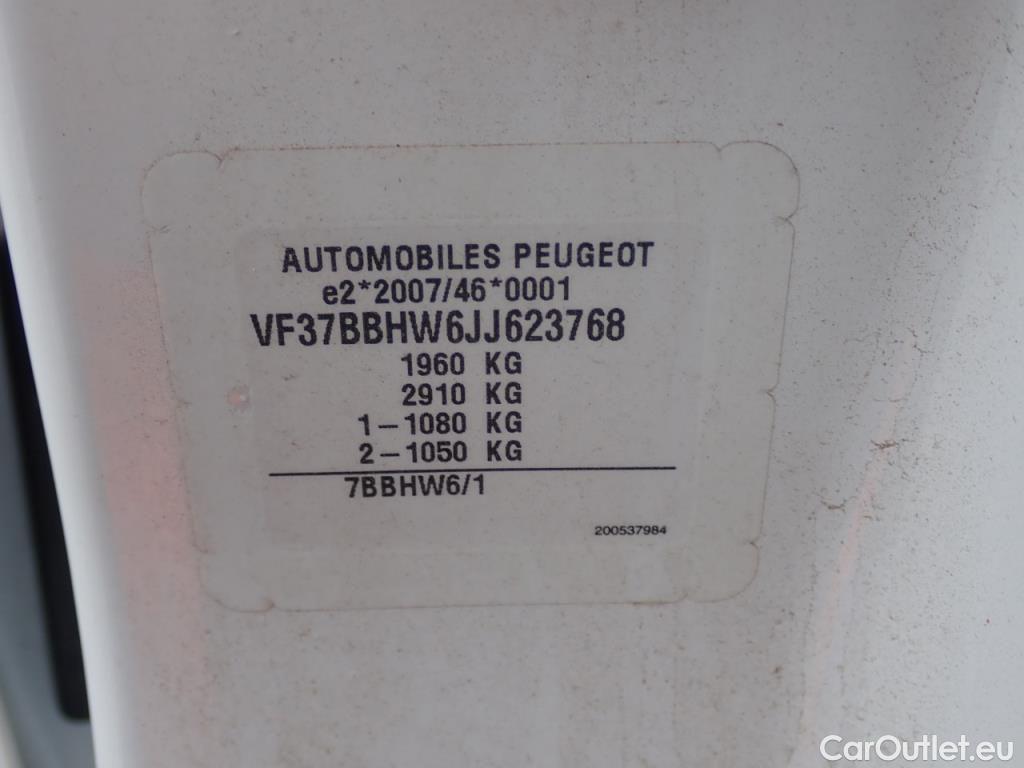 AUTOMOBILES PEUGEOT
e2*2007/46*0001
VF37BBHW6JJ623768
1960 KG
2910 KG
1-1080 KG
2-1050 KG
7BBHW6/1
200537984
CarOutlet.eu